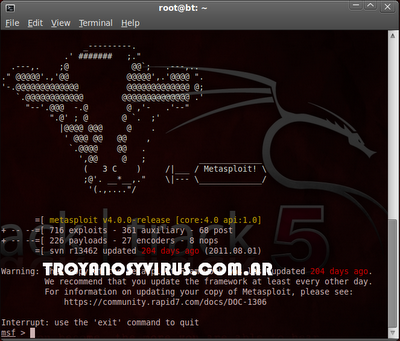 root@bt: ~
File Edit View Terminal Help
#######
3 C
Metasploit!
=[ metasploit v4.0.0-release [core:4.0 api:1.0]
+ -- --=[ 716 exploits - 361 auxiliary - 68 post
+ -- --=[ 226 payloads - 27 encoders - 8 nops
=[ svn r13462 updated 204 days ago (2011.08.01)
Warning: updated 204 days ago.
TROYANOSYVIRUS.COM.AR
We recommend that you update the framework at least every other day.
For information on updating your copy of Metasploit, please see:
https://community.rapid7.com/docs/DOC-1306
Interrupt: use the 'exit' command to quit
msf >